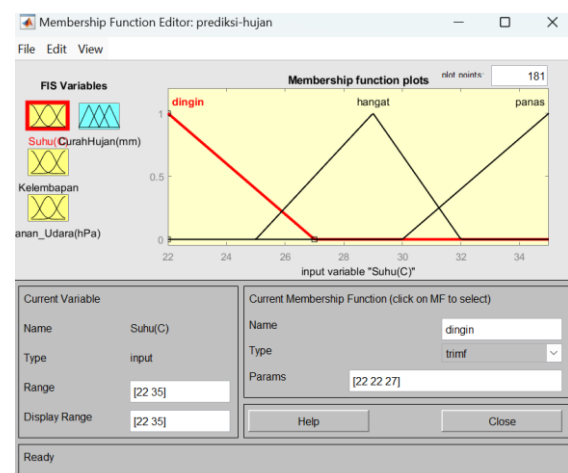 Membership Function Editor: prediksi-hujan
File Edit View
FIS Variables
Membership function plots
plot points:
181
dingin
hangat
panas
1
0.5
0
22 24 26 28 30 32 34
input variable "Suhu(C)"
Suhu(C)
CurahHujan(mm)
Kelembapan
anan_Udara(hPa)
Current Variable
Name
Suhu(C)
Type
input
Range
[22 35]
Display Range
[22 35]
Current Membership Function (click on MF to select)
Name
dingin
Type
trimf
Params
[22 22 27]
Help
Close
Ready